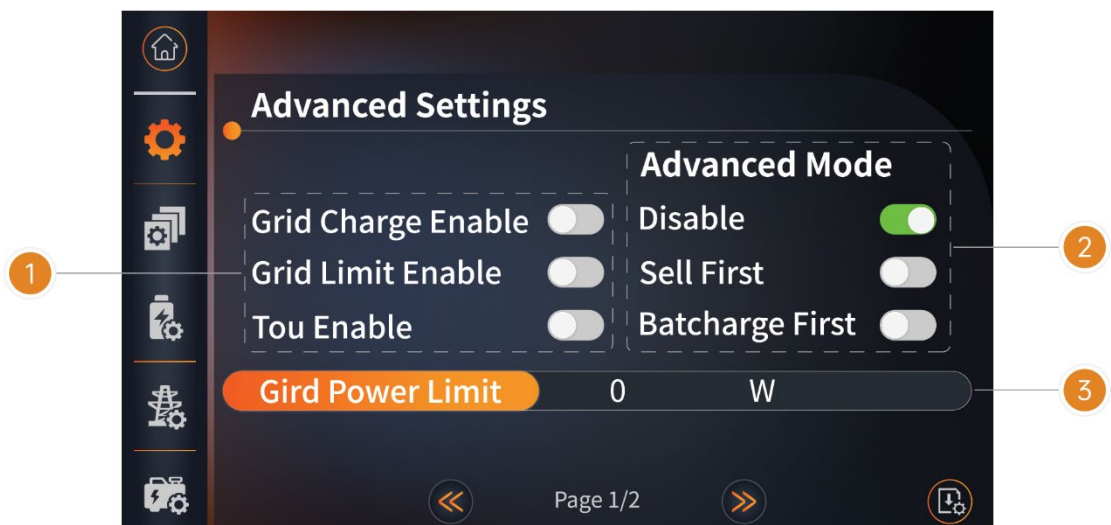 Advanced Settings
Advanced Mode
Grid Charge Enable
Disable
Grid Limit Enable
Sell First
Tou Enable
Batcharge First
Gird Power Limit 0 W
Page 1/2
1
2
3